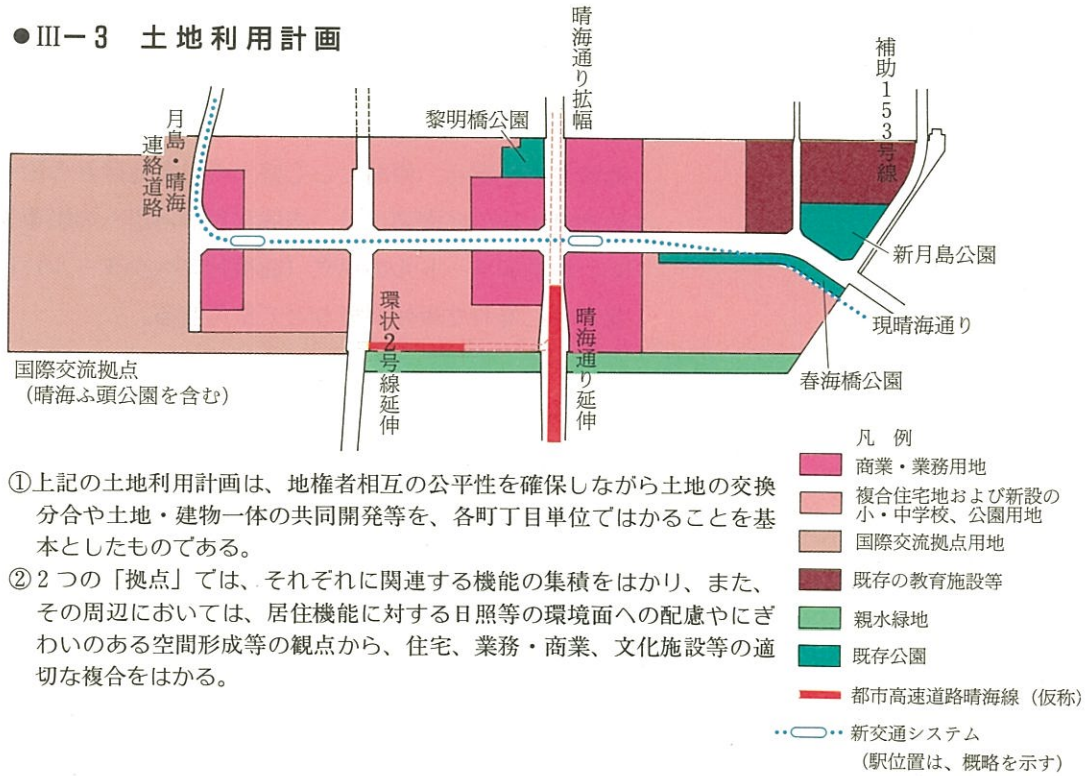 ●Ⅲ－3　土地利用計画
晴海通り拡幅
補助153号線
黎明橋公園
月島・晴海
連絡道路
新月島公園
現晴海通り
春海橋公園
環状2号線延伸
晴海通り延伸
国際交流拠点
(晴海ふ頭公園を含む)
凡　例
商業・業務用地
複合住宅地および新設の
小・中学校、公園用地
国際交流拠点用地
既存の教育施設等
親水緑地
既存公園
都市高速道路晴海線（仮称）
新交通システム
（駅位置は、概略を示す）
①上記の土地利用計画は、地権者相互の公平性を確保しながら土地の交換
分合や土地・建物一体の共同開発等を、各町丁目単位ではかることを基
本としたものである。
②2つの「拠点」では、それぞれに関連する機能の集積をはかり、また、
その周辺においては、居住機能に対する日照等の環境面への配慮やにぎ
わいのある空間形成等の観点から、住宅、業務・商業、文化施設等の適
切な複合をはかる。